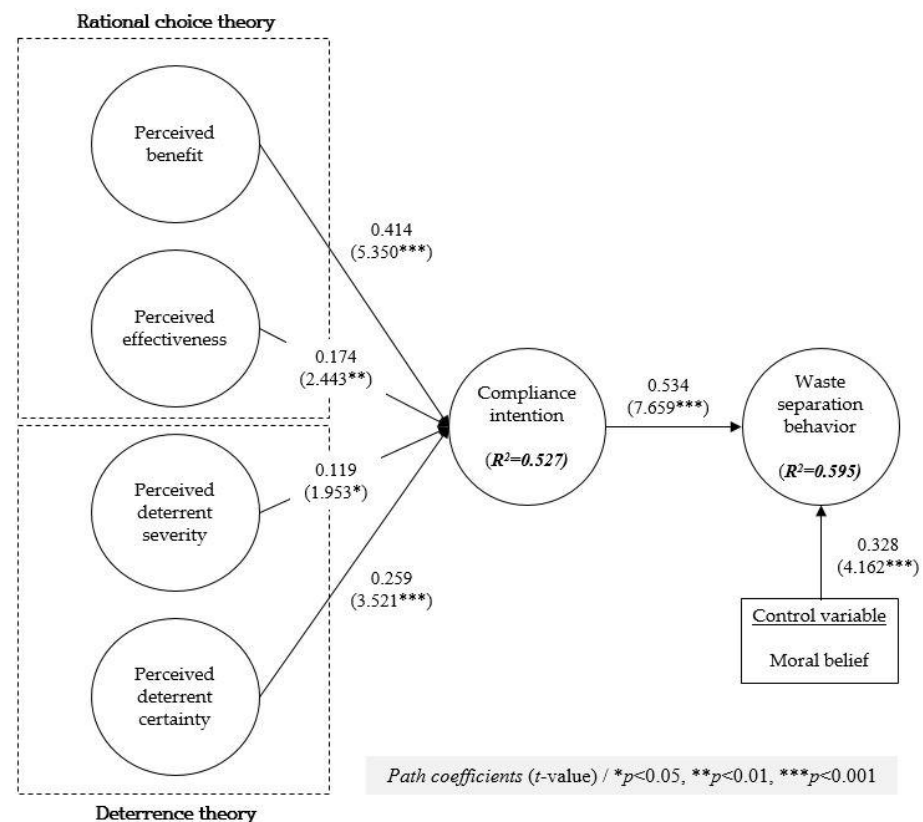 Rational choice theory
Perceived
benefit
0.414
(5.350***)
Perceived
effectiveness
0.174
(2.443**)
Compliance
intention
(R²=0.527)
0.534
(7.659***)
Waste
separation
behavior
(R²=0.595)
Perceived
deterrent
severity
0.119
(1.953*)
0.259
(3.521***)
0.328
(4.162***)
Control variable
Moral belief
Perceived
deterrent
certainty
Path coefficients (t-value) / *p<0.05, **p<0.01, ***p<0.001
Deterrence theory